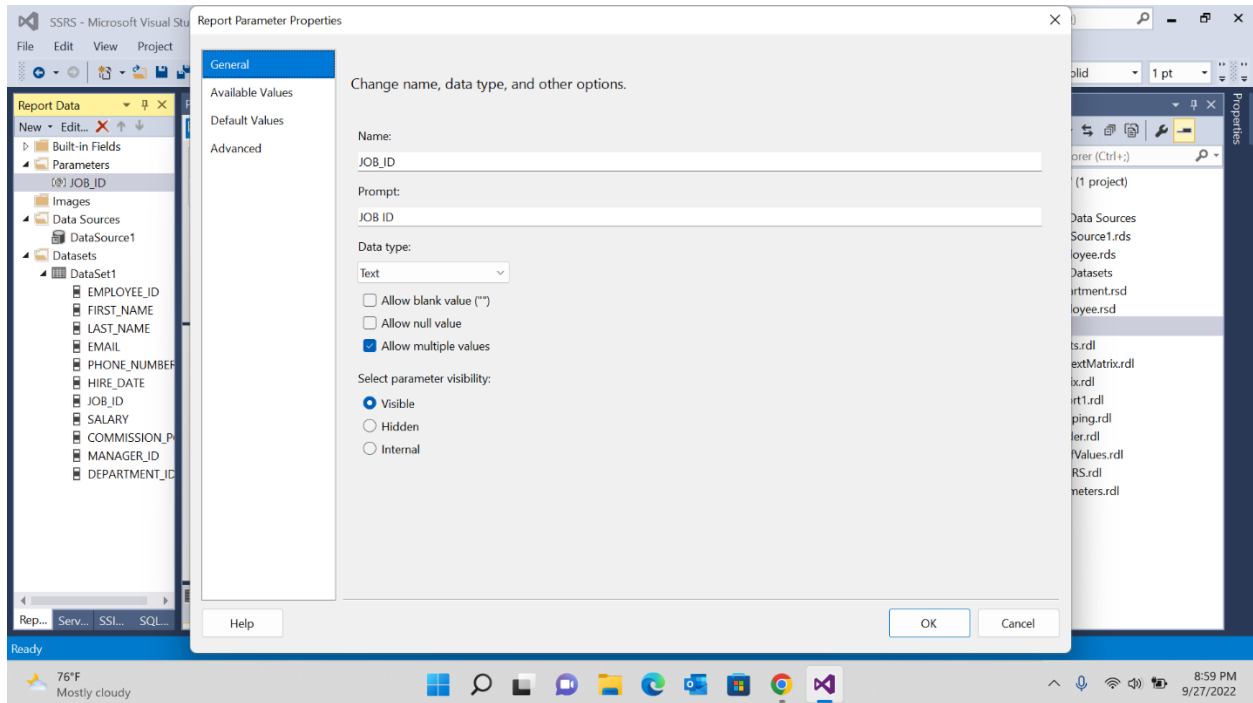 SSRS - Microsoft Visual Stu
Report Parameter Properties
File Edit View Project
General
Available Values
Default Values
Advanced
Change name, data type, and other options.
Name:
JOB_ID
Prompt:
JOB ID
Data type:
Text
Allow blank value ("")
Allow null value
Allow multiple values
Select parameter visibility:
Visible
Hidden
Internal
Help
OK
Cancel
Report Data
New Edit...
Built-in Fields
Parameters
[@] JOB_ID
Images
Data Sources
DataSource1
Datasets
DataSet1
EMPLOYEE_ID
FIRST_NAME
LAST_NAME
EMAIL
PHONE_NUMBER
HIRE_DATE
JOB_ID
SALARY
COMMISSION_P
MANAGER_ID
DEPARTMENT_ID
Rep... Serv... SSI... SQL...
olid 1 pt
Properties
orer (Ctrl+;)
(1 project)
Data Sources
Source1.rds
loyee.rds
Datasets
artment.rsd
loyee.rsd
ts.rdl
extMatrix.rdl
ix.rdl
rt1.rdl
ping.rdl
der.rdl
fValues.rdl
RS.rdl
meters.rdl
Ready
76°F
Mostly cloudy
8:59 PM
9/27/2022